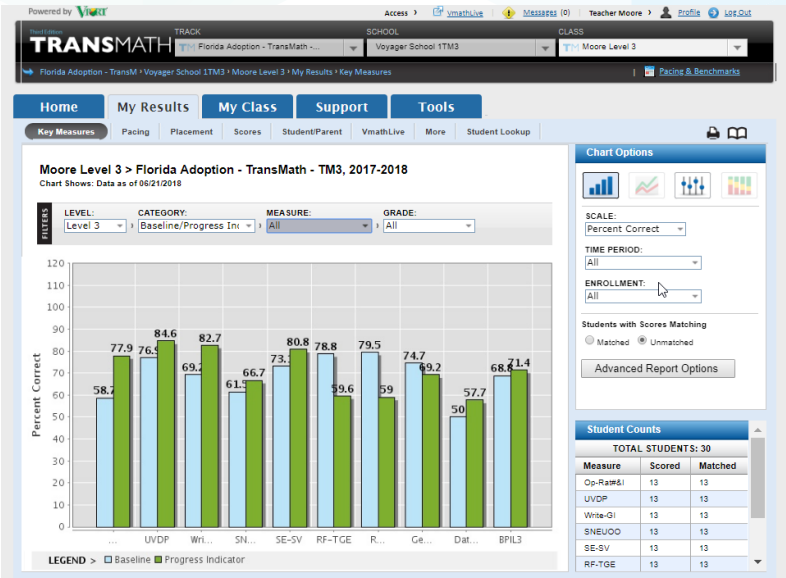 Powered by Vport
Access › vmathLive Messages (0) Teacher Moore › Profile Log Out
Third Edition
TRANSMATH
TRACK SCHOOL CLASS
TM Florida Adoption - TransMath -... Voyager School 1TM3 TM Moore Level 3
Florida Adoption - TransM › Voyager School 1TM3 › Moore Level 3 › My Results › Key Measures | Pacing & Benchmarks
Home My Results My Class Support Tools
Key Measures Pacing Placement Scores Student/Parent VmathLive More Student Lookup
Moore Level 3 > Florida Adoption - TransMath - TM3, 2017-2018
Chart Shows: Data as of 06/21/2018
FILTERS
LEVEL: CATEGORY: MEASURE: GRADE:
Level 3 › Baseline/Progress Inc › All › All
Percent Correct
120
110
100
90
80
70
60
50
40
30
20
10
0
58.7 77.9 76.9 84.6 69.2 82.7 61.5 66.7 73. 80.8 78.8 59.6 79.5 59 74.7 69.2 50 57.7 68.8 71.4
... UVDP Wri... SN... SE-SV RF-TGE R... Ge... Dat... BPIL3
LEGEND > Baseline Progress Indicator
Chart Options
SCALE:
Percent Correct
TIME PERIOD:
All
ENROLLMENT:
All
Students with Scores Matching
Matched Unmatched
Advanced Report Options
Student Counts
TOTAL STUDENTS: 30
Measure Scored Matched
Op-Rat#&I 13 13
UVDP 13 13
Write-GI 13 13
SNEUOO 13 13
SE-SV 13 13
RF-TGE 13 13